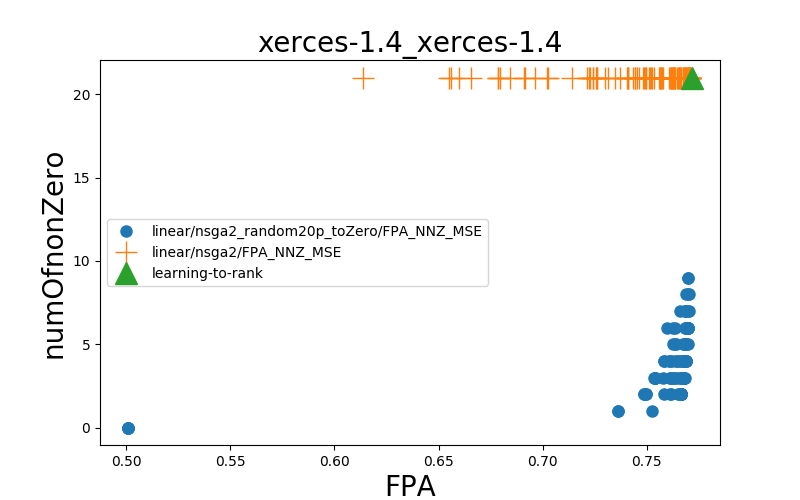 xerces-1.4_xerces-1.4
numOfnonZero
20
15
10
5
0
linear/nsga2_random20p_toZero/FPA_NNZ_MSE
linear/nsga2/FPA_NNZ_MSE
learning-to-rank
0.50 0.55 0.60 0.65 0.70 0.75
FPA